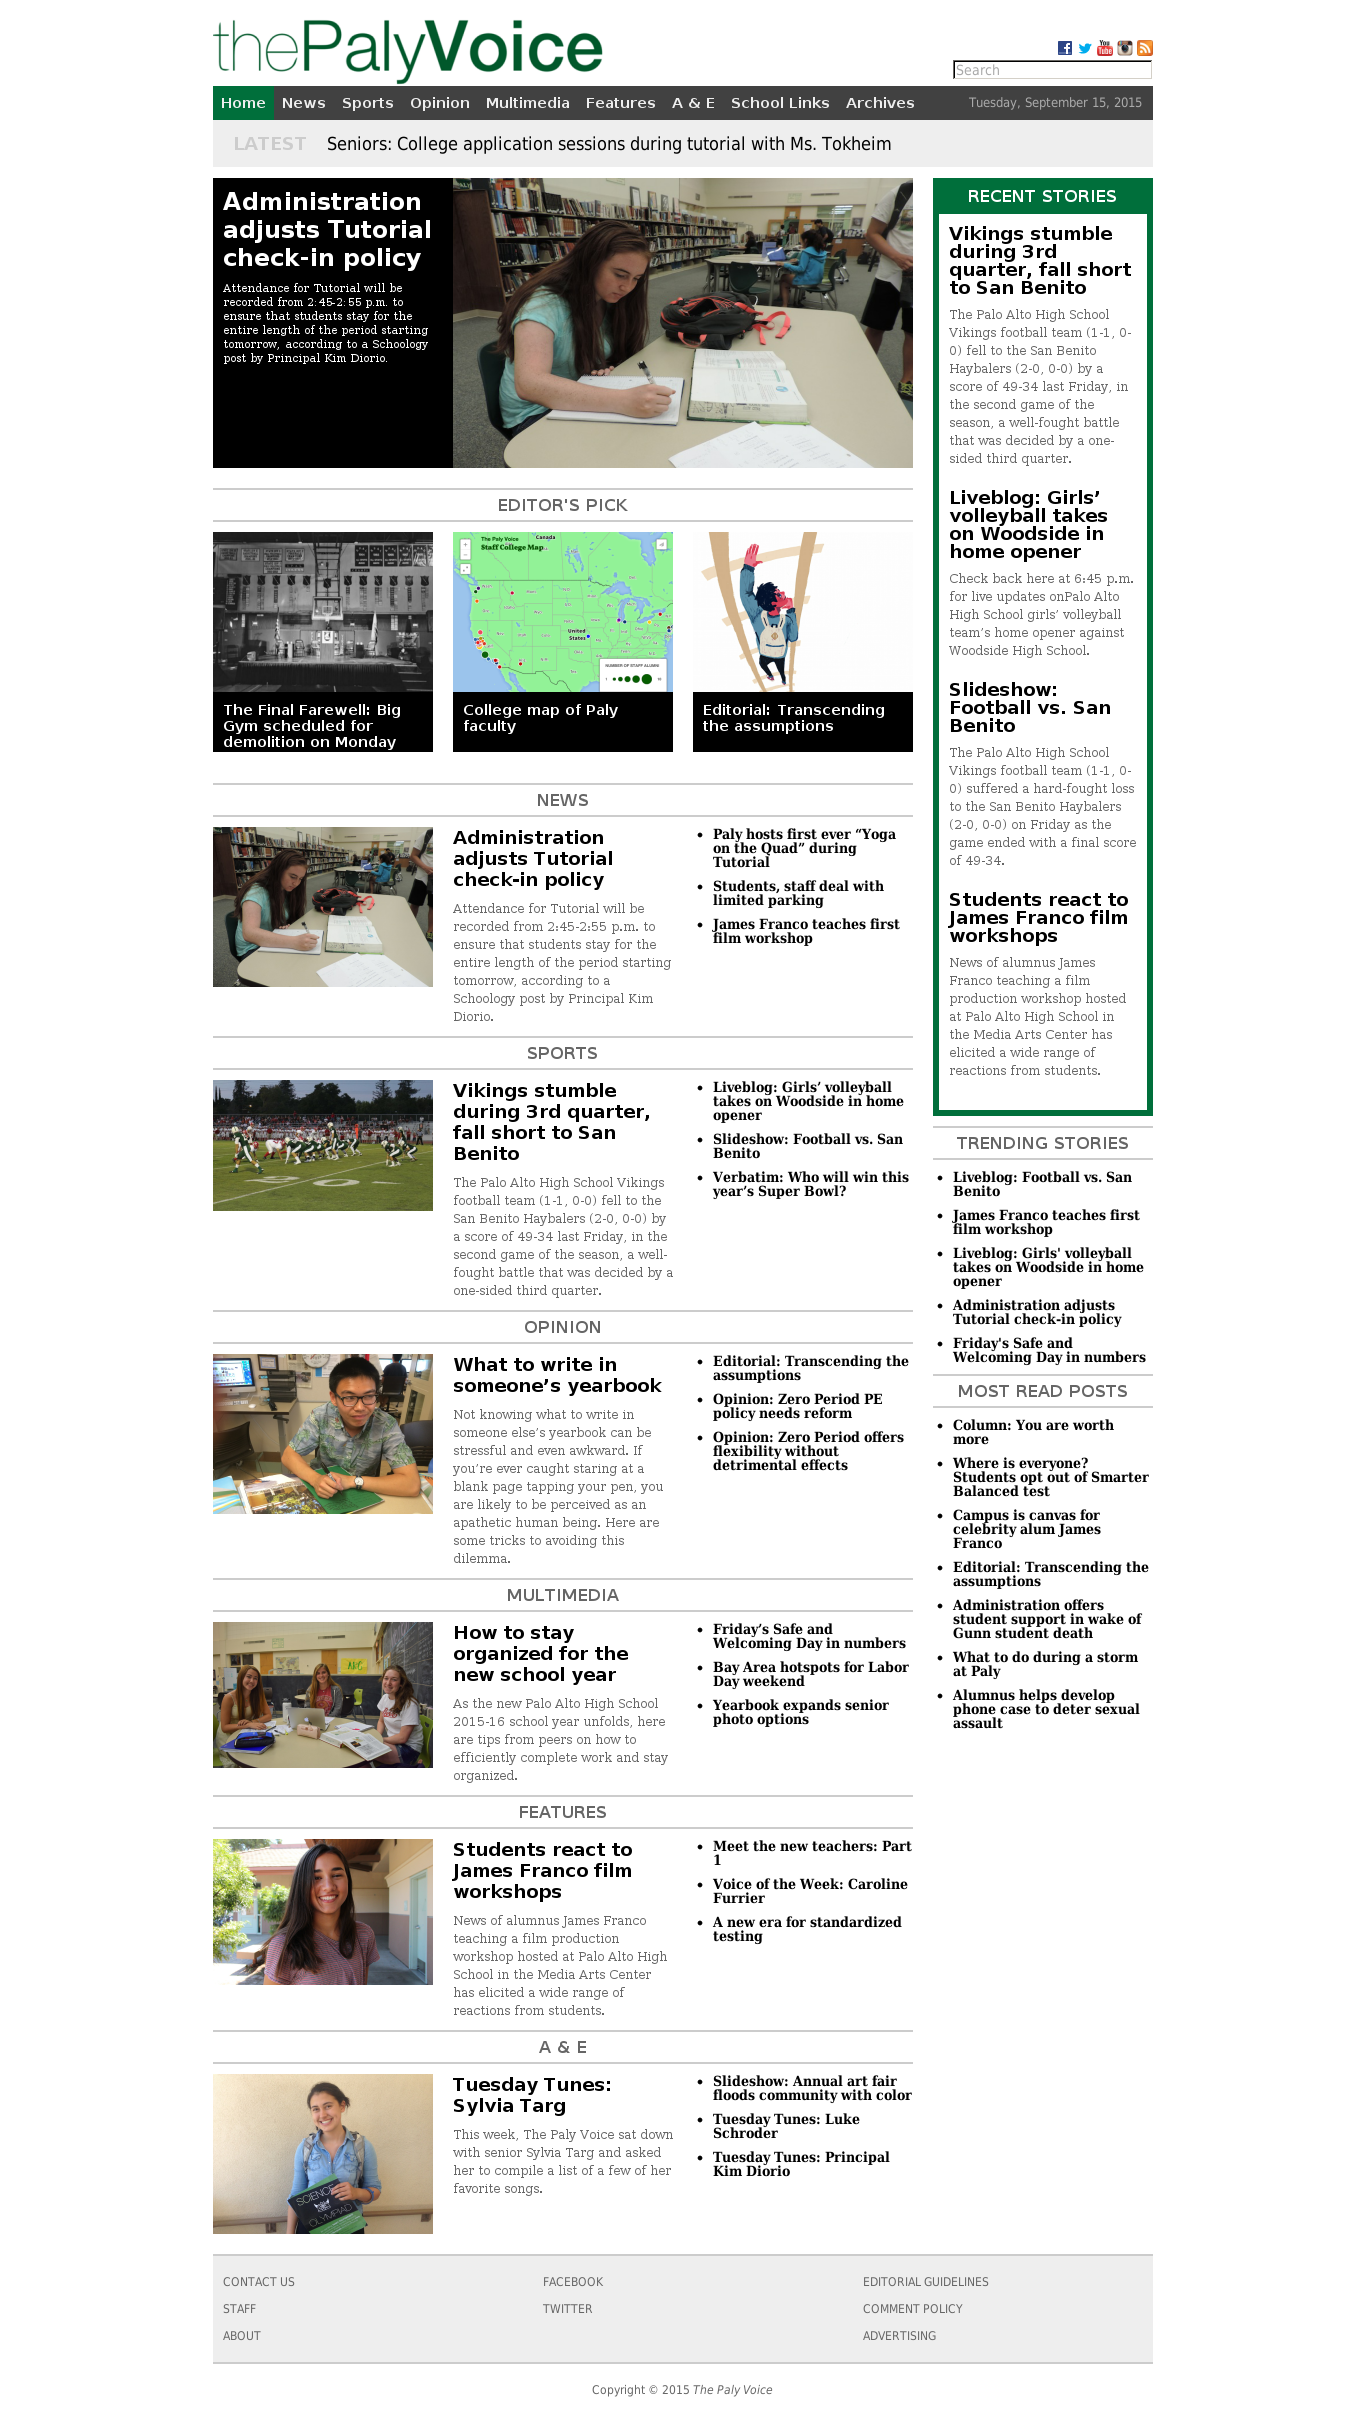 thePalyVoice
Search
Home News Sports Opinion Multimedia Features A & E School Links Archives Tuesday, September 15, 2015
LATEST Seniors: College application sessions during tutorial with Ms. Tokheim
Administration
adjusts Tutorial
check-in policy
Attendance for Tutorial will be
recorded from 2:45-2:55 p.m. to
ensure that students stay for the
entire length of the period starting
tomorrow, according to a Schoology
post by Principal Kim Diorio.
EDITOR'S PICK
The Paly Voice
Staff College Map
Canada
United
States
NUMBER OF STAFF ALUMNI
The Final Farewell: Big
Gym scheduled for
demolition on Monday
College map of Paly
faculty
Editorial: Transcending
the assumptions
NEWS
Administration
adjusts Tutorial
check-in policy
Attendance for Tutorial will be
recorded from 2:45-2:55 p.m. to
ensure that students stay for the
entire length of the period starting
tomorrow, according to a
Schoology post by Principal Kim
Diorio.
Paly hosts first ever “Yoga
on the Quad” during
Tutorial
Students, staff deal with
limited parking
James Franco teaches first
film workshop
SPORTS
Vikings stumble
during 3rd quarter,
fall short to San
Benito
The Palo Alto High School Vikings
football team (1-1, 0-0) fell to the
San Benito Haybalers (2-0, 0-0) by
a score of 49-34 last Friday, in the
second game of the season, a well-
fought battle that was decided by a
one-sided third quarter.
Liveblog: Girls’ volleyball
takes on Woodside in home
opener
Slideshow: Football vs. San
Benito
Verbatim: Who will win this
year’s Super Bowl?
OPINION
What to write in
someone’s yearbook
Not knowing what to write in
someone else’s yearbook can be
stressful and even awkward. If
you’re ever caught staring at a
blank page tapping your pen, you
are likely to be perceived as an
apathetic human being. Here are
some tricks to avoiding this
dilemma.
Editorial: Transcending the
assumptions
Opinion: Zero Period PE
policy needs reform
Opinion: Zero Period offers
flexibility without
detrimental effects
MULTIMEDIA
How to stay
organized for the
new school year
As the new Palo Alto High School
2015-16 school year unfolds, here
are tips from peers on how to
efficiently complete work and stay
organized.
Friday’s Safe and
Welcoming Day in numbers
Bay Area hotspots for Labor
Day weekend
Yearbook expands senior
photo options
FEATURES
Students react to
James Franco film
workshops
News of alumnus James Franco
teaching a film production
workshop hosted at Palo Alto High
School in the Media Arts Center
has elicited a wide range of
reactions from students.
Meet the new teachers: Part
1
Voice of the Week: Caroline
Furrier
A new era for standardized
testing
A & E
SCIENCE
OLYMPIAD
Tuesday Tunes:
Sylvia Targ
This week, The Paly Voice sat down
with senior Sylvia Targ and asked
her to compile a list of a few of her
favorite songs.
Slideshow: Annual art fair
floods community with color
Tuesday Tunes: Luke
Schroder
Tuesday Tunes: Principal
Kim Diorio
RECENT STORIES
Vikings stumble
during 3rd
quarter, fall short
to San Benito
The Palo Alto High School
Vikings football team (1-1, 0-
0) fell to the San Benito
Haybalers (2-0, 0-0) by a
score of 49-34 last Friday, in
the second game of the
season, a well-fought battle
that was decided by a one-
sided third quarter.
Liveblog: Girls’
volleyball takes
on Woodside in
home opener
Check back here at 6:45 p.m.
for live updates onPalo Alto
High School girls’ volleyball
team’s home opener against
Woodside High School.
Slideshow:
Football vs. San
Benito
The Palo Alto High School
Vikings football team (1-1, 0-
0) suffered a hard-fought loss
to the San Benito Haybalers
(2-0, 0-0) on Friday as the
game ended with a final score
of 49-34.
Students react to
James Franco film
workshops
News of alumnus James
Franco teaching a film
production workshop hosted
at Palo Alto High School in
the Media Arts Center has
elicited a wide range of
reactions from students.
TRENDING STORIES
Liveblog: Football vs. San
Benito
James Franco teaches first
film workshop
Liveblog: Girls' volleyball
takes on Woodside in home
opener
Administration adjusts
Tutorial check-in policy
Friday's Safe and
Welcoming Day in numbers
MOST READ POSTS
Column: You are worth
more
Where is everyone?
Students opt out of Smarter
Balanced test
Campus is canvas for
celebrity alum James
Franco
Editorial: Transcending the
assumptions
Administration offers
student support in wake of
Gunn student death
What to do during a storm
at Paly
Alumnus helps develop
phone case to deter sexual
assault
CONTACT US FACEBOOK EDITORIAL GUIDELINES
STAFF TWITTER COMMENT POLICY
ABOUT ADVERTISING
Copyright © 2015 The Paly Voice